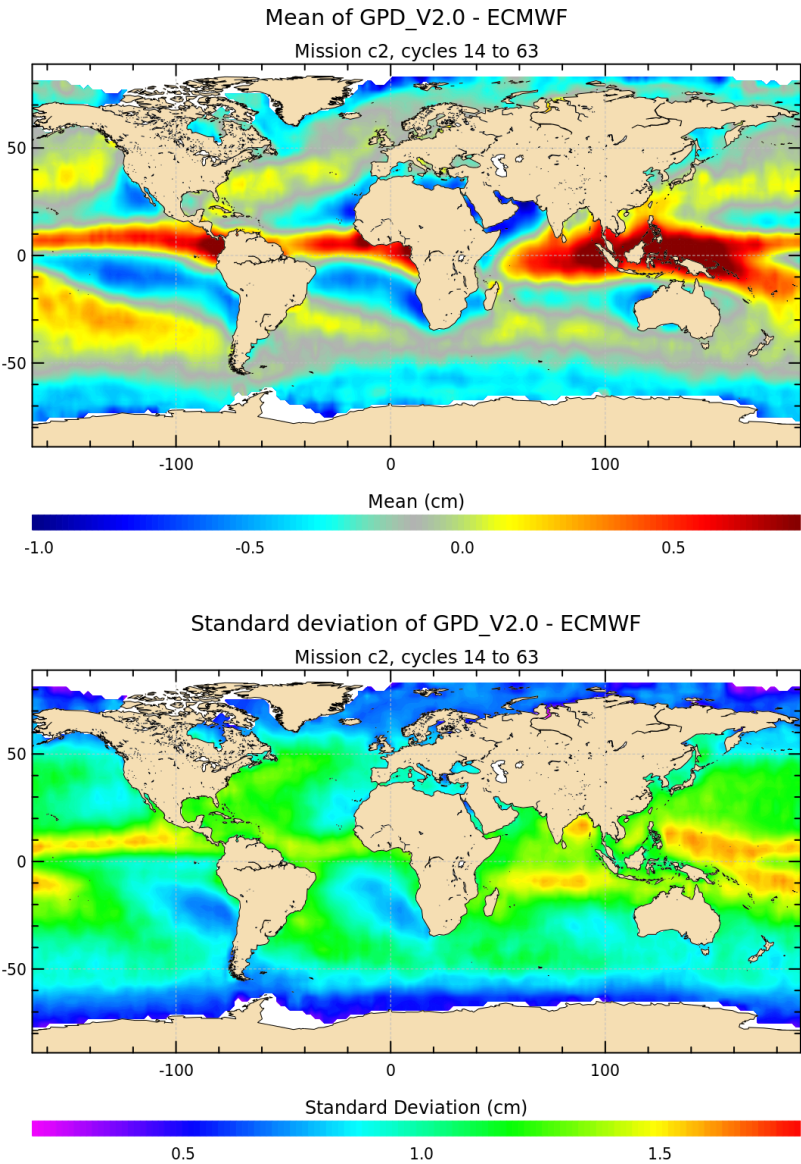 Mean of GPD_V2.0 - ECMWF
Mission c2, cycles 14 to 63
50
0
-50
-100 0 100
Mean (cm)
-1.0 -0.5 0.0 0.5
Standard deviation of GPD_V2.0 - ECMWF
Mission c2, cycles 14 to 63
50
0
-50
-100 0 100
Standard Deviation (cm)
0.5 1.0 1.5